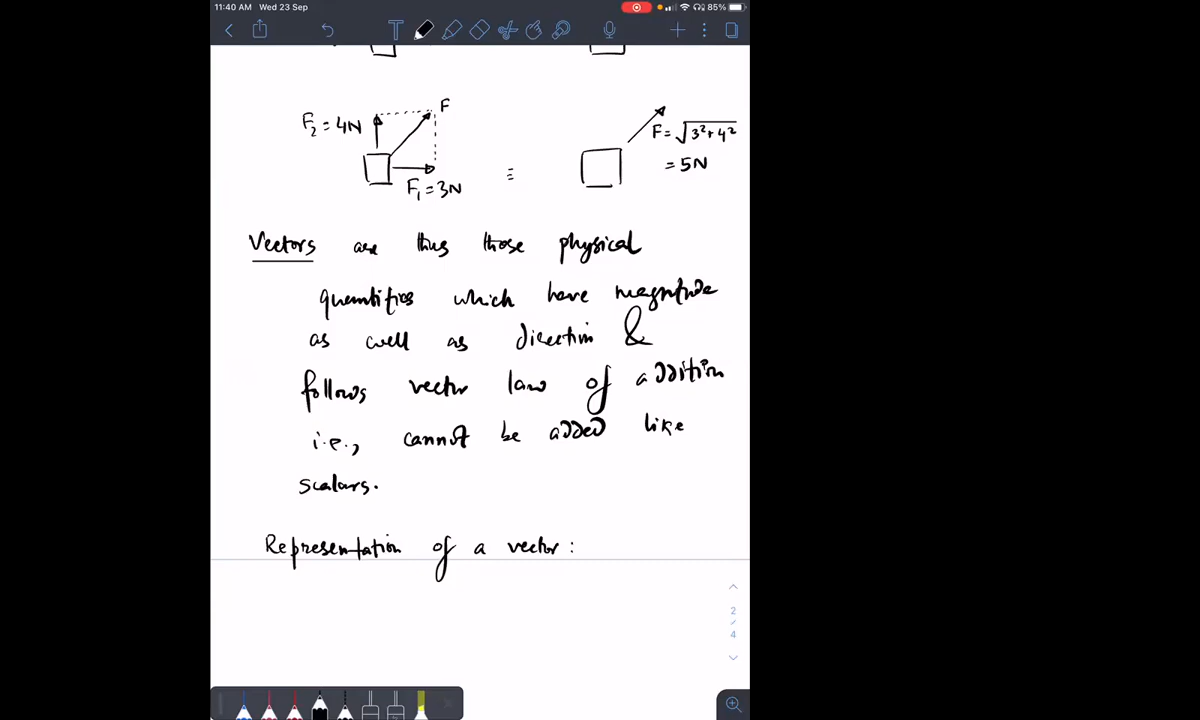 11:40 AM Wed 23 Sep
85%
T
F
F₂ = 4N
F = √3²+4²
= 5N
≡
F₁ = 3N
Vectors are thus those physical
quantities which have magnitude
as well as direction &
follows vector law of addition
i.e., cannot be added like
scalars.
Representation of a vector :
2
/
4